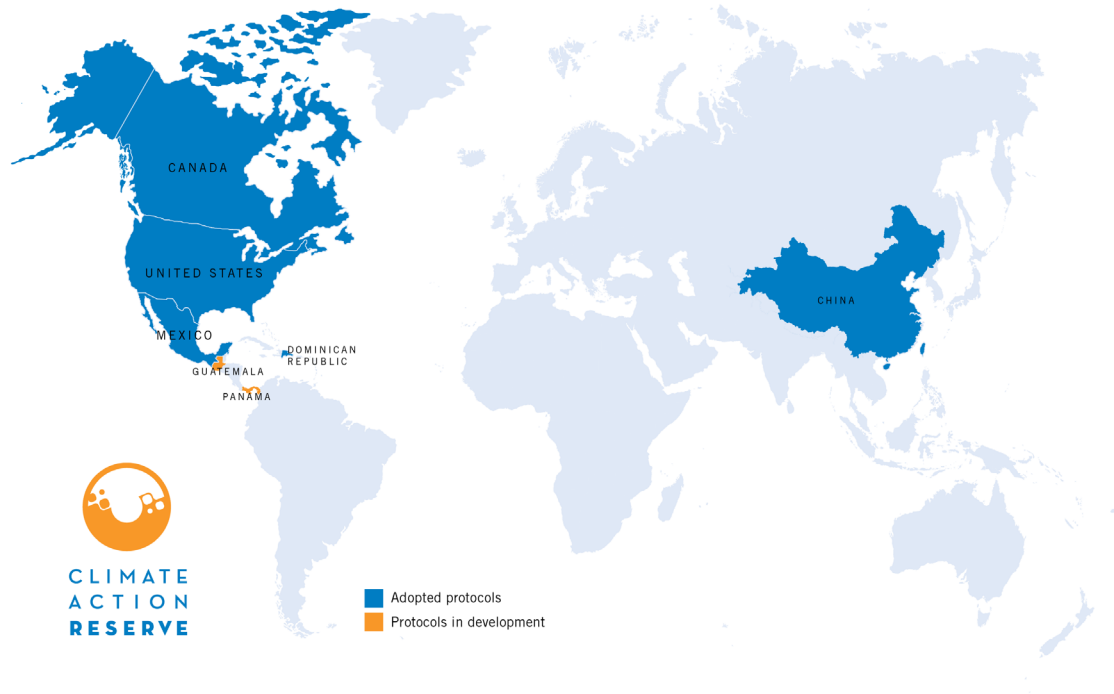 CANADA
UNITED STATES
MEXICO
DOMINICAN
REPUBLIC
GUATEMALA
PANAMA
CHINA
CLIMATE
ACTION
RESERVE
Adopted protocols
Protocols in development